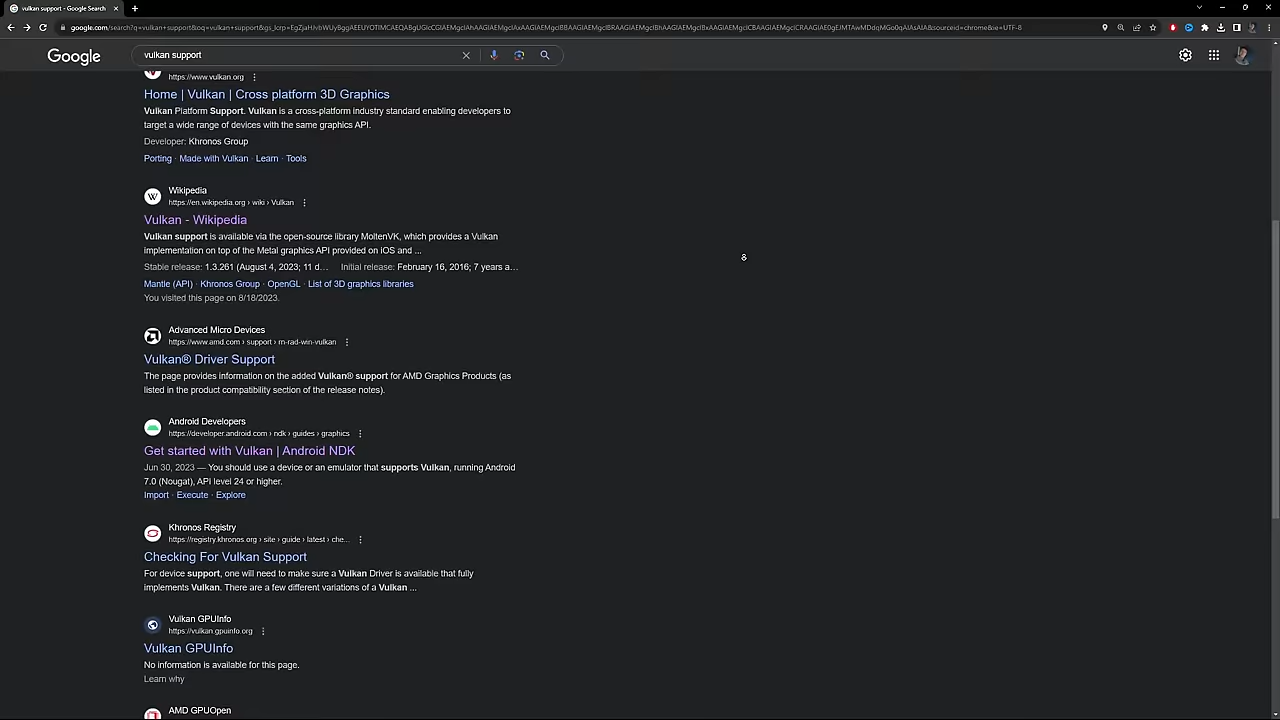 vulkan support - Google Search
Google
vulkan support
https://www.vulkan.org
Home | Vulkan | Cross platform 3D Graphics
Vulkan Platform Support. Vulkan is a cross-platform industry standard enabling developers to
target a wide range of devices with the same graphics API.
Developer: Khronos Group
Porting · Made with Vulkan · Learn · Tools
Wikipedia
https://en.wikipedia.org › wiki › Vulkan
Vulkan - Wikipedia
Vulkan support is available via the open-source library MoltenVK, which provides a Vulkan
implementation on top of the Metal graphics API provided on iOS and ...
Stable release: 1.3.261 (August 4, 2023; 11 d... Initial release: February 16, 2016; 7 years a...
Mantle (API) · Khronos Group · OpenGL · List of 3D graphics libraries
You visited this page on 8/18/2023.
Advanced Micro Devices
https://www.amd.com › support › rn-rad-win-vulkan
Vulkan® Driver Support
The page provides information on the added Vulkan® support for AMD Graphics Products (as
listed in the product compatibility section of the release notes).
Android Developers
https://developer.android.com › ndk › guides › graphics
Get started with Vulkan | Android NDK
Jun 30, 2023 — You should use a device or an emulator that supports Vulkan, running Android
7.0 (Nougat), API level 24 or higher.
Import · Execute · Explore
Khronos Registry
https://registry.khronos.org › site › guide › latest › che...
Checking For Vulkan Support
For device support, one will need to make sure a Vulkan Driver is available that fully
implements Vulkan. There are a few different variations of a Vulkan ...
Vulkan GPUInfo
https://vulkan.gpuinfo.org
Vulkan GPUInfo
No information is available for this page.
Learn why
AMD GPUOpen